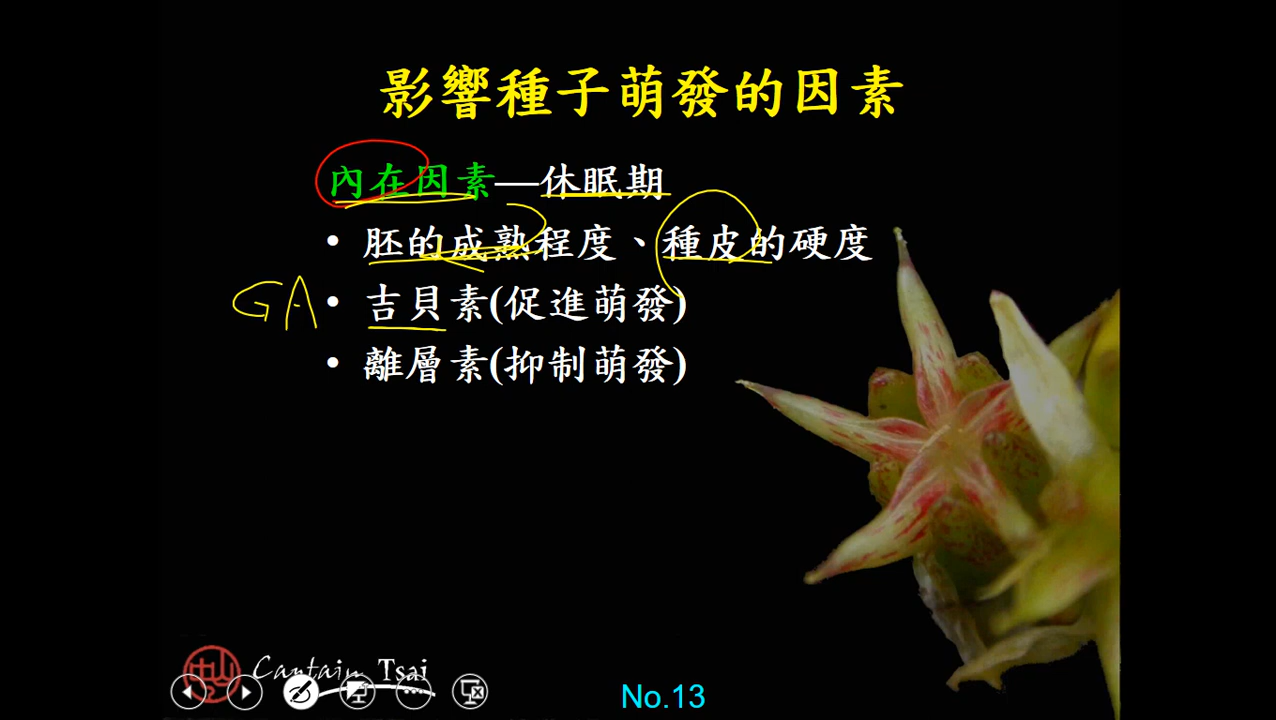 影響種子萌發的因素
內在因素—休眠期
• 胚的成熟程度、種皮的硬度
GA • 吉貝素(促進萌發)
• 離層素(抑制萌發)
Captain Tsai
No.13